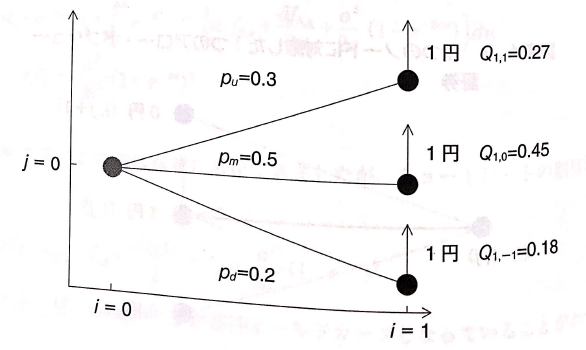 1 円 Q1,1=0.27
pu=0.3
1 円 Q1,0=0.45
pm=0.5
j = 0
1 円 Q1,−1=0.18
pd=0.2
i = 0
i = 1